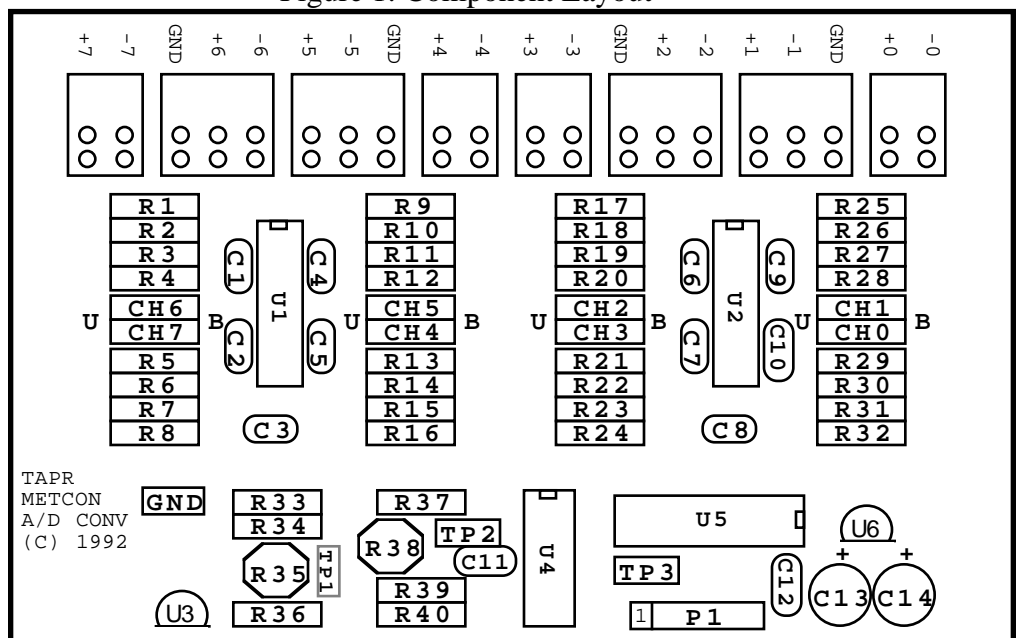 Figure 1: Component Layout
+7 -7 GND +6 -6 +5 -5 GND +4 -4 +3 -3 GND +2 -2 +1 -1 GND +0 -0
R1 R9 R17 R25
R2 R10 R18 R26
R3 R11 R19 R27
R4 R12 R20 R28
C1 C4 C6 C9
U1 U2
CH6 CH5 CH2 CH1
U B U B U B U B
CH7 CH4 CH3 CH0
C2 C5 C7 C10
R5 R13 R21 R29
R6 R14 R22 R30
R7 R15 R23 R31
R8 C3 R16 R24 C8 R32
TAPR
METCON
A/D CONV
(C) 1992
GND R33 R37
R34 TP2 U5 U6
R38 C11 U4
R35 TP1 TP3 C12 + +
C13 C14
R39
U3 R36 R40 1 P1